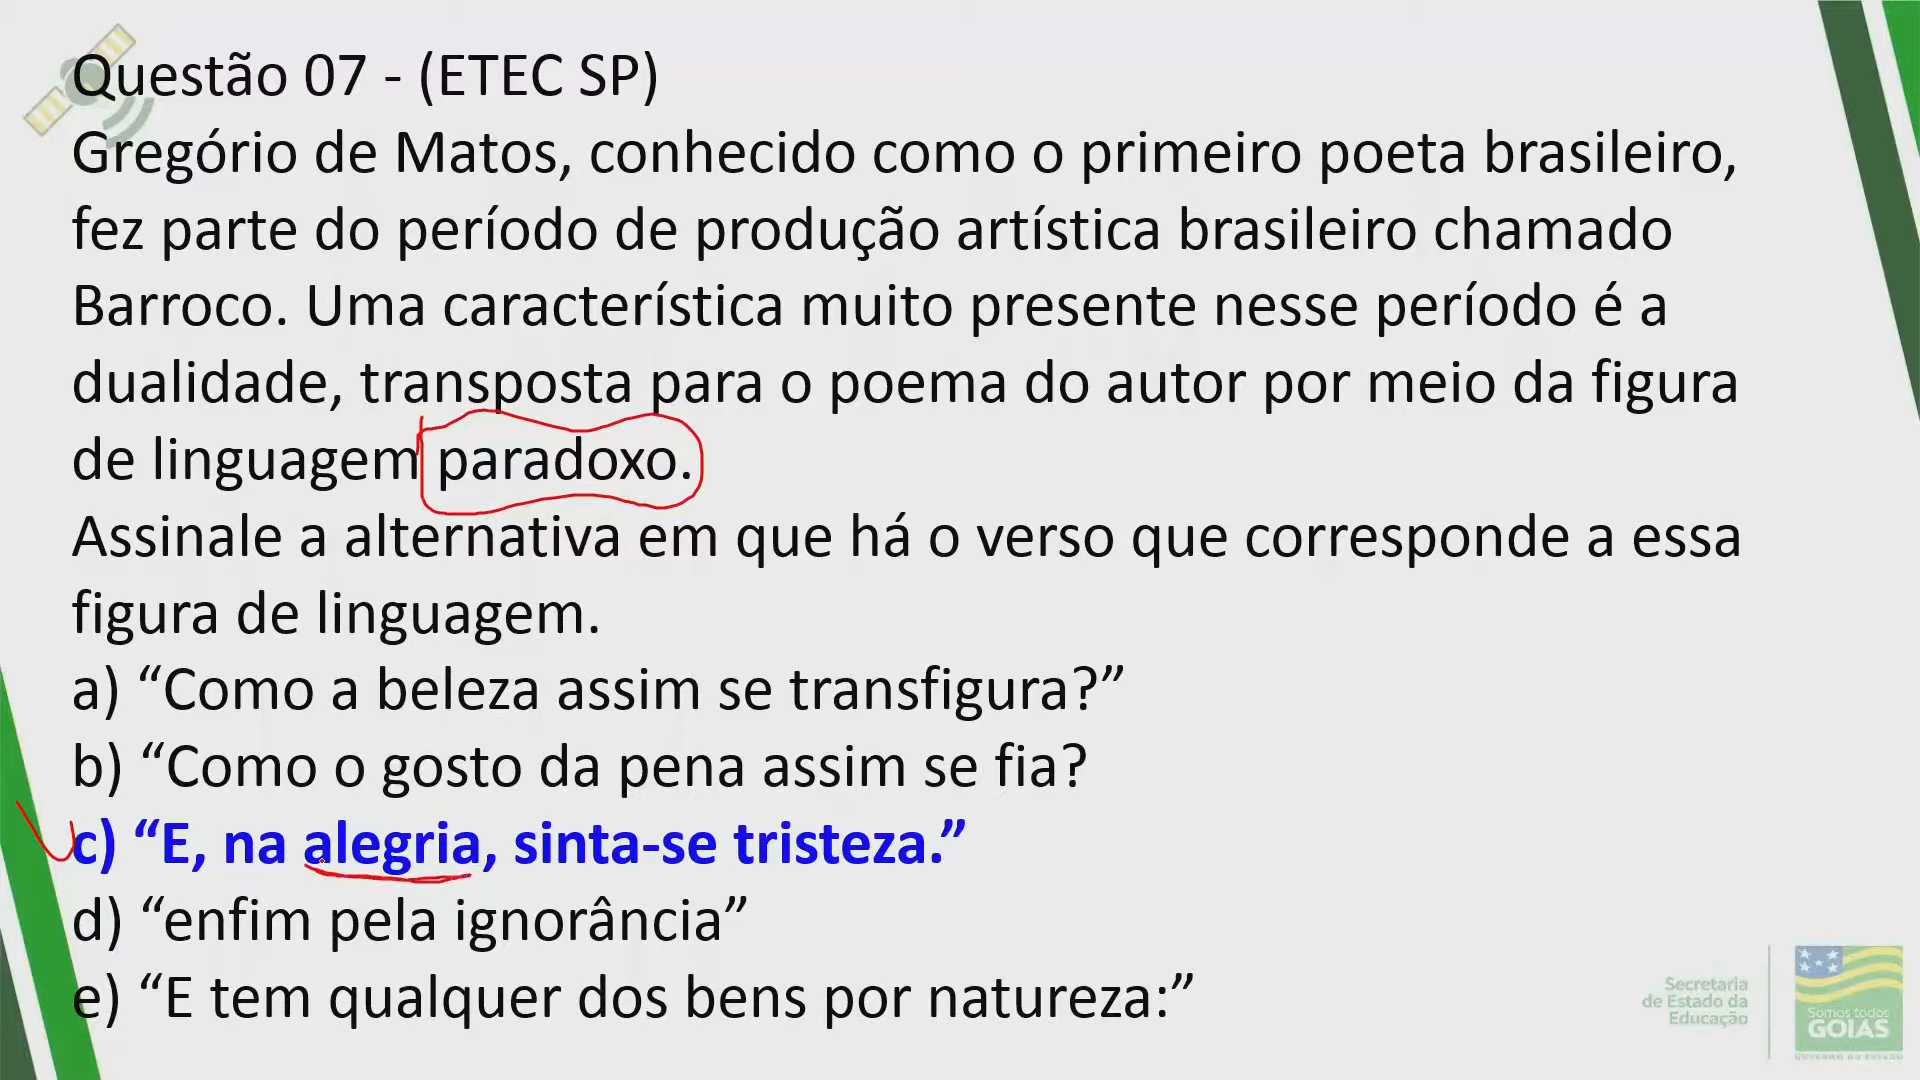 Questão 07 - (ETEC SP)
Gregório de Matos, conhecido como o primeiro poeta brasileiro,
fez parte do período de produção artística brasileiro chamado
Barroco. Uma característica muito presente nesse período é a
dualidade, transposta para o poema do autor por meio da figura
de linguagem paradoxo.
Assinale a alternativa em que há o verso que corresponde a essa
figura de linguagem.
a) “Como a beleza assim se transfigura?”
b) “Como o gosto da pena assim se fia?
c) “E, na alegria, sinta-se tristeza.”
d) “enfim pela ignorância”
e) “E tem qualquer dos bens por natureza:”
Secretaria
de Estado da
Educação
Somos todos
GOIÁS
GOVERNO DO ESTADO